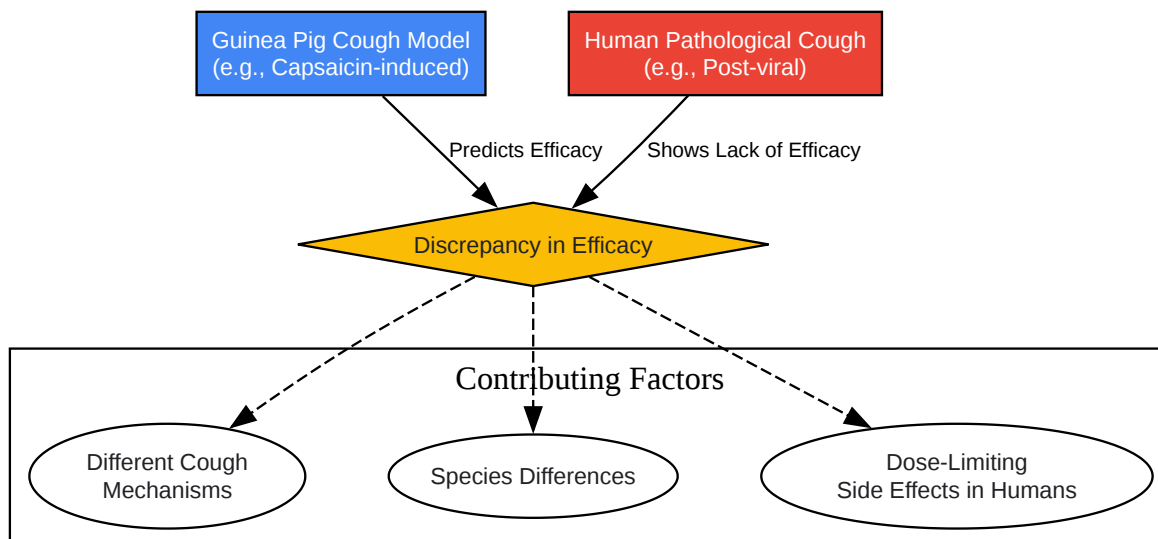 Guinea Pig Cough Model
(e.g., Capsaicin-induced)
Human Pathological Cough
(e.g., Post-viral)
Predicts Efficacy
Shows Lack of Efficacy
Discrepancy in Efficacy
Contributing Factors
Different Cough
Mechanisms
Species Differences
Dose-Limiting
Side Effects in Humans